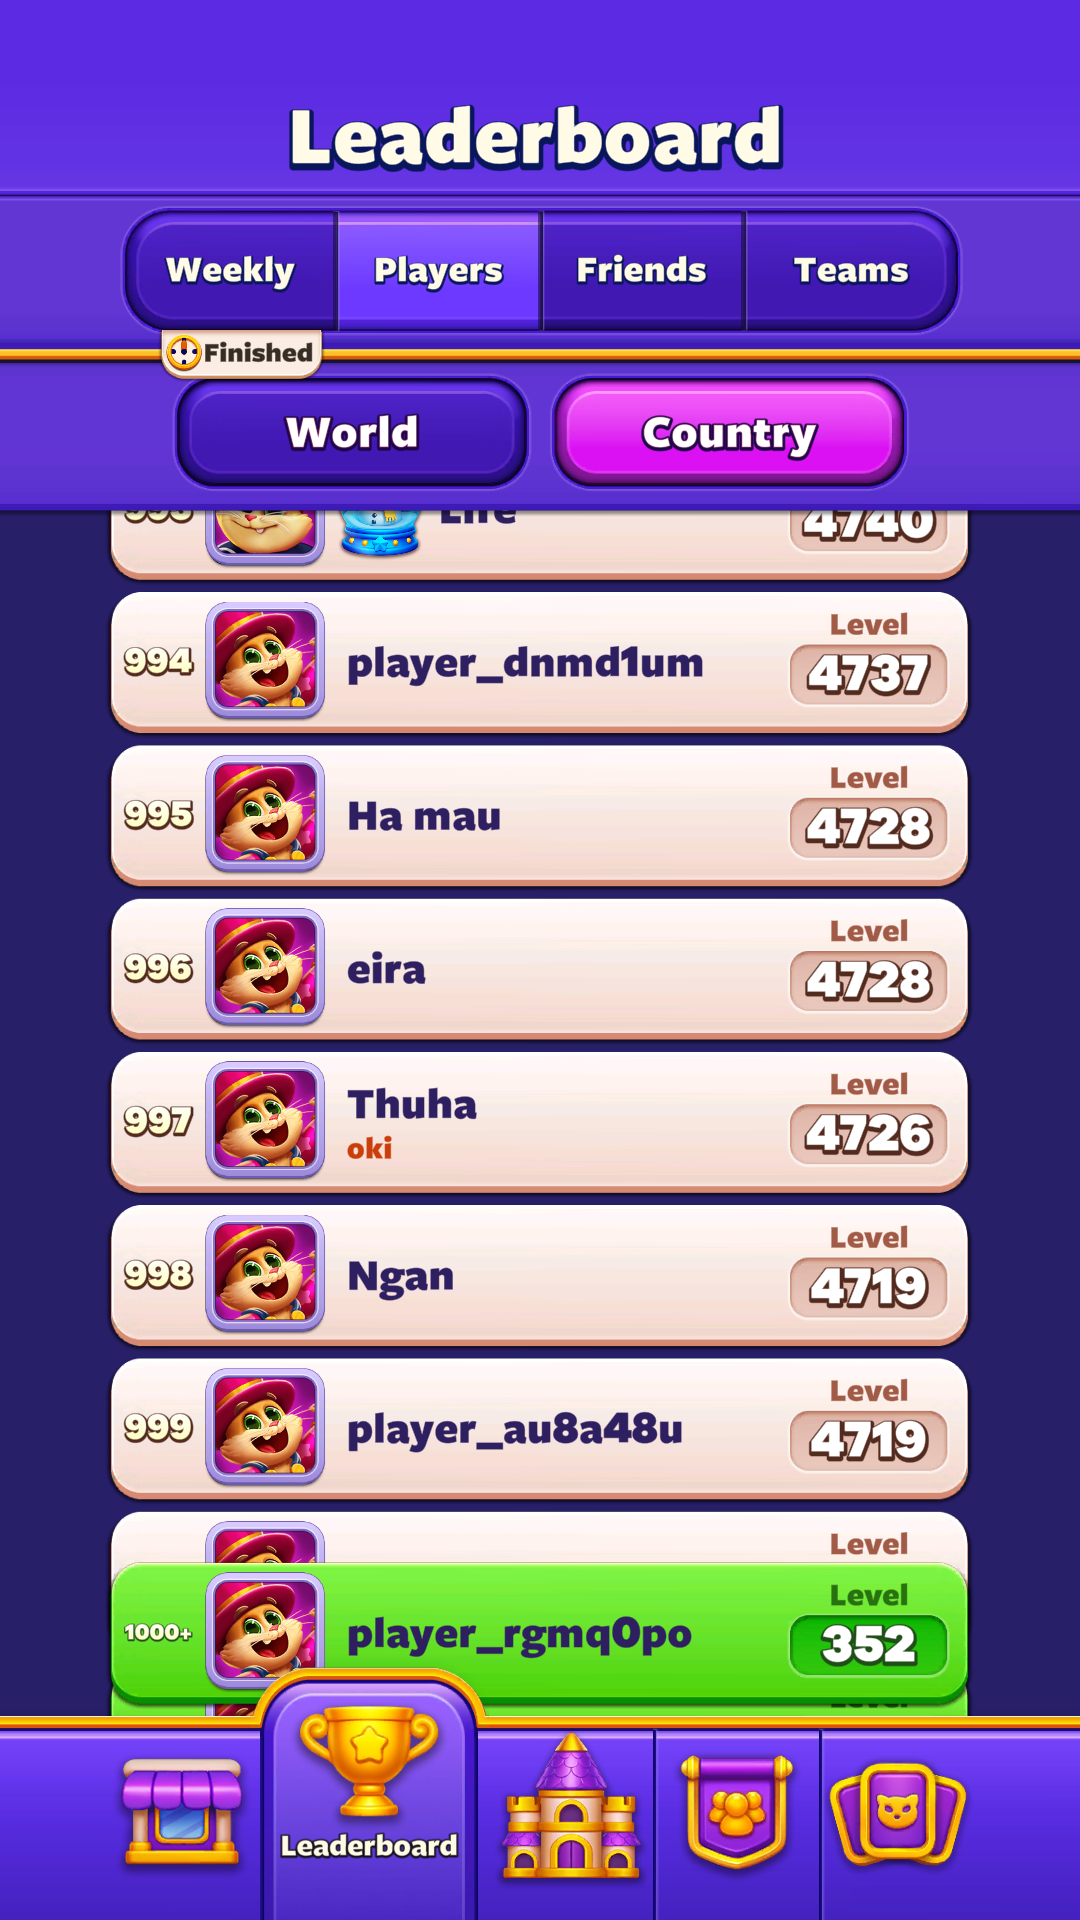 Leaderboard
Weekly Players Friends Teams
Finished
World Country
4740
994 player_dnmd1um Level 4737
995 Ha mau Level 4728
996 eira Level 4728
997 Thuha oki Level 4726
998 Ngan Level 4719
999 player_au8a48u Level 4719
Level
1000+ player_rgmq0po Level 352
Leaderboard